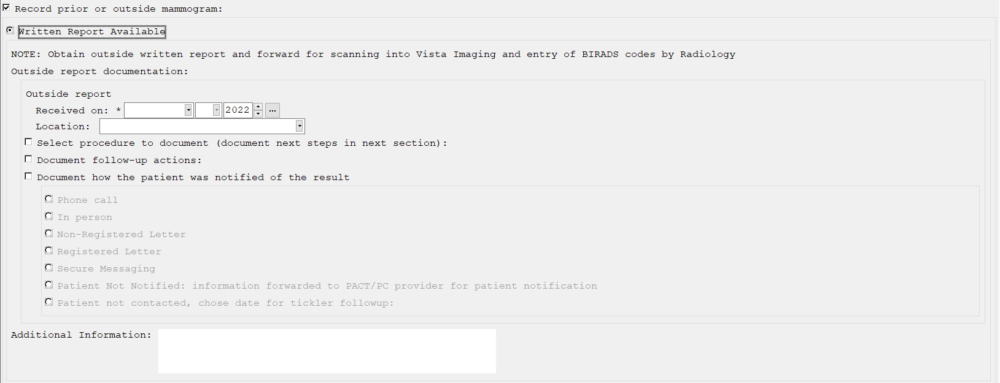 Record prior or outside mammogram:
Written Report Available
NOTE: Obtain outside written report and forward for scanning into Vista Imaging and entry of BIRADS codes by Radiology
Outside report documentation:
Outside report
Received on: * 2022 ...
Location:
Select procedure to document (document next steps in next section):
Document follow-up actions:
Document how the patient was notified of the result
Phone call
In person
Non-Registered Letter
Registered Letter
Secure Messaging
Patient Not Notified: information forwarded to PACT/PC provider for patient notification
Patient not contacted, chose date for tickler followup:
Additional Information: